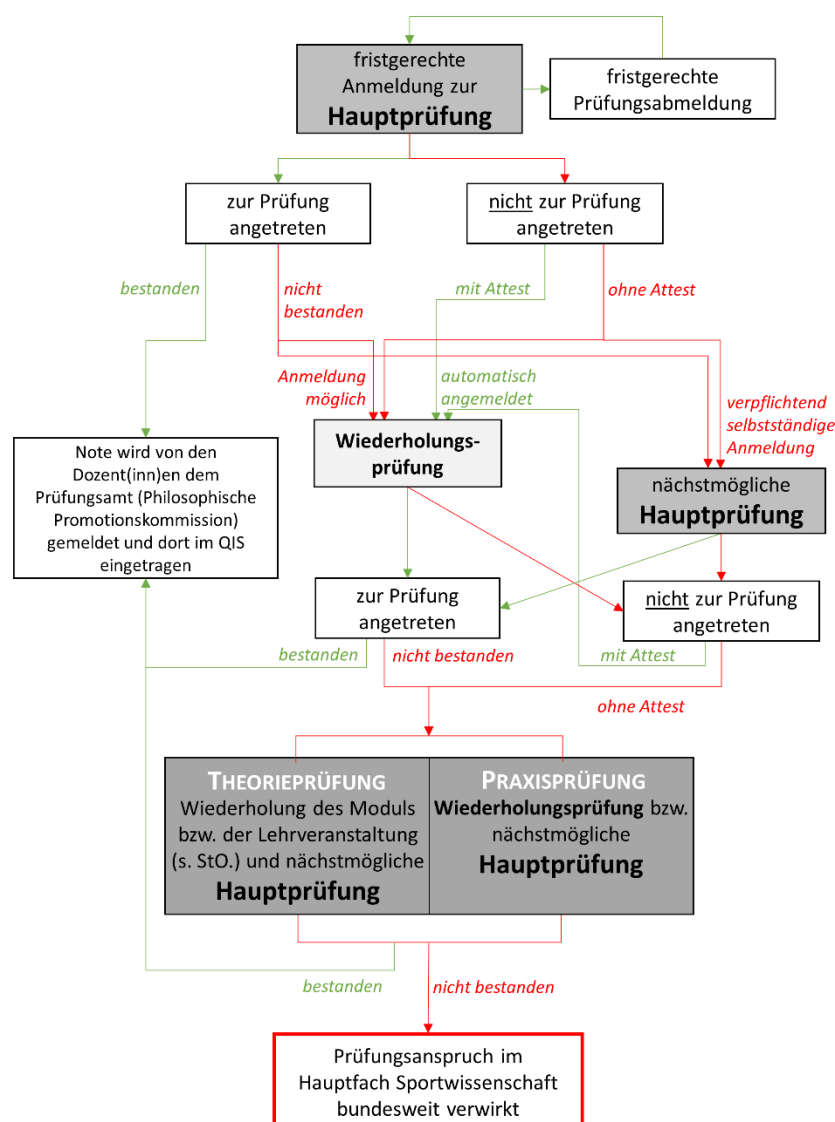 fristgerechte
Anmeldung zur
Hauptprüfung
fristgerechte
Prüfungsabmeldung
zur Prüfung
angetreten
nicht zur Prüfung
angetreten
bestanden
nicht
bestanden
mit Attest
ohne Attest
Anmeldung
möglich
automatisch
angemeldet
verpflichtend
selbstständige
Anmeldung
Wiederholungs-
prüfung
Note wird von den
Dozent(inn)en dem
Prüfungsamt (Philosophische
Promotionskommission)
gemeldet und dort im QIS
eingetragen
nächstmögliche
Hauptprüfung
zur Prüfung
angetreten
nicht zur Prüfung
angetreten
bestanden
nicht bestanden
mit Attest
ohne Attest
THEORIEPRÜFUNG
Wiederholung des Moduls
bzw. der Lehrveranstaltung
(s. StO.) und nächstmögliche
Hauptprüfung
PRAXISPRÜFUNG
Wiederholungsprüfung bzw.
nächstmögliche
Hauptprüfung
bestanden
nicht bestanden
Prüfungsanspruch im
Hauptfach Sportwissenschaft
bundesweit verwirkt